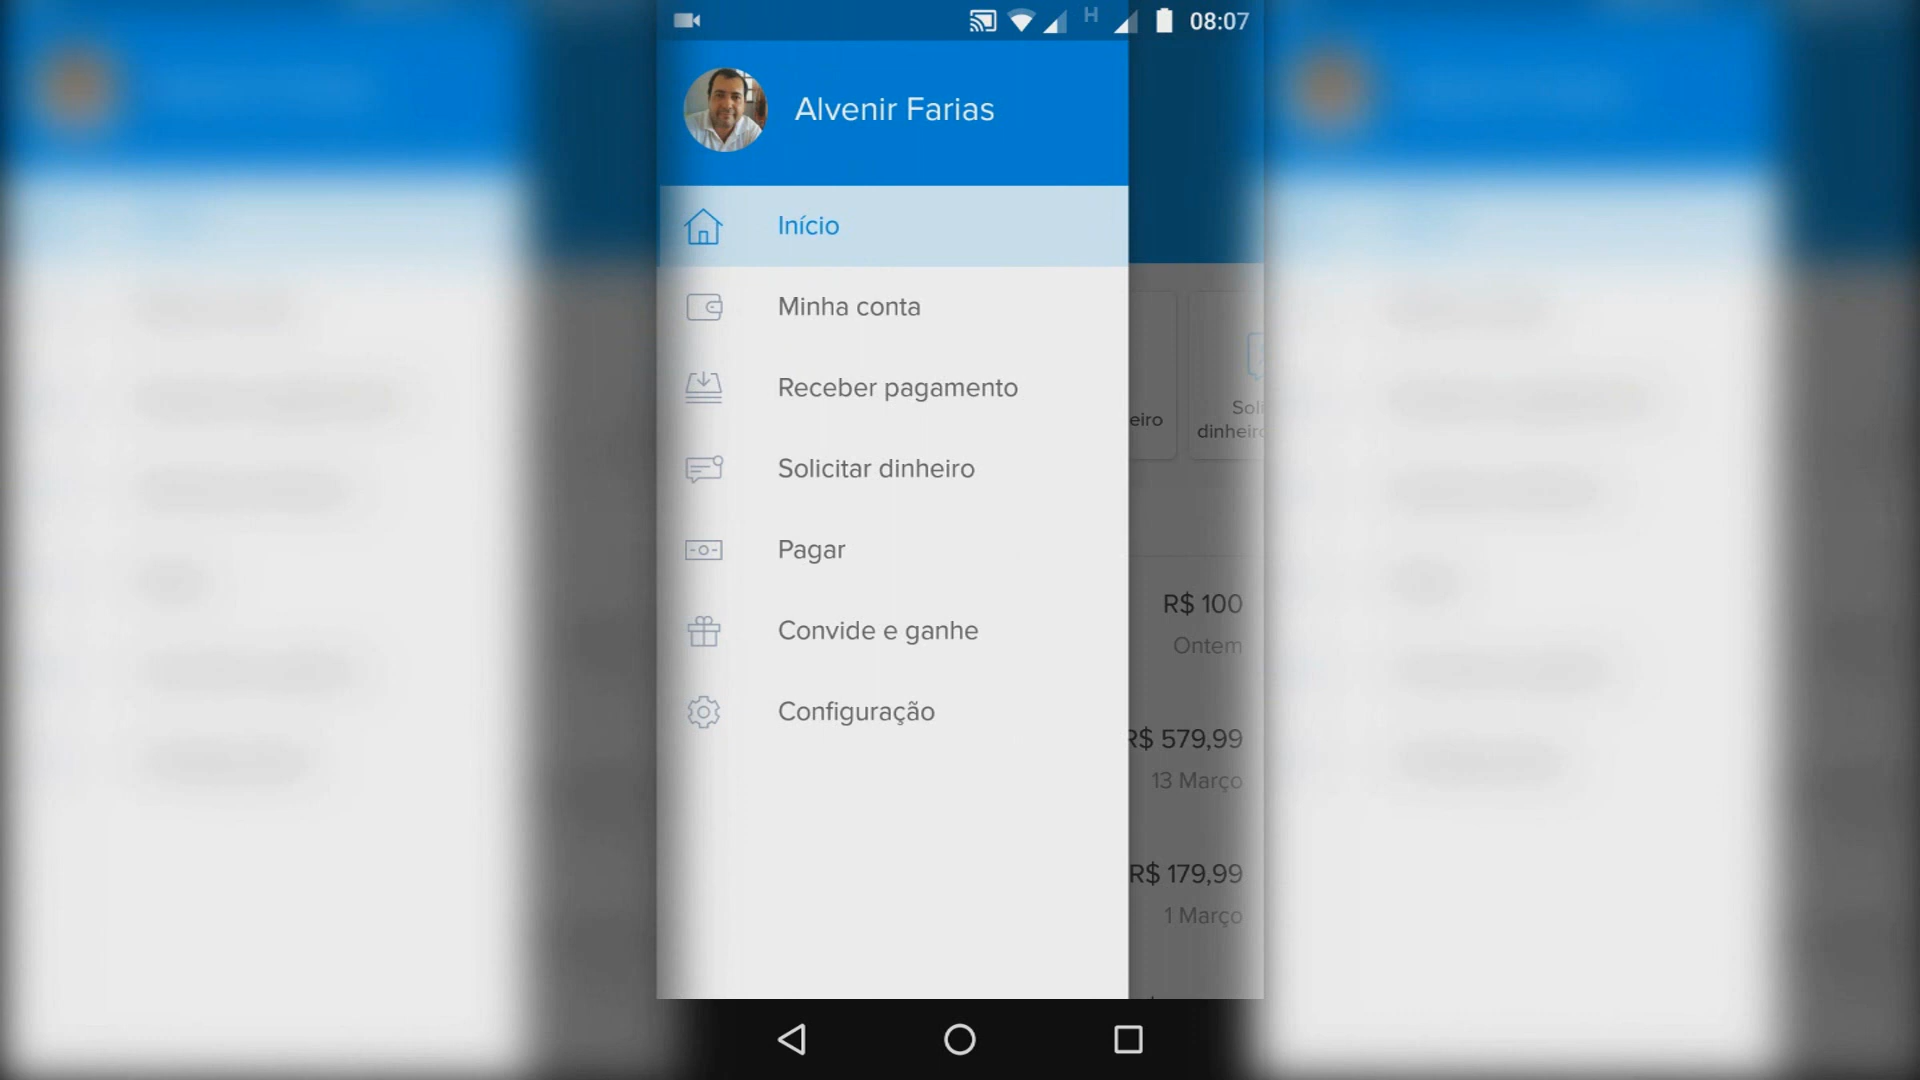 H 08:07
Alvenir Farias
Início
Minha conta
Receber pagamento
Solicitar dinheiro
Pagar
Convide e ganhe
Configuração
eiro
Soli
dinheiro
R$ 100
Ontem
R$ 579,99
13 Março
R$ 179,99
1 Março